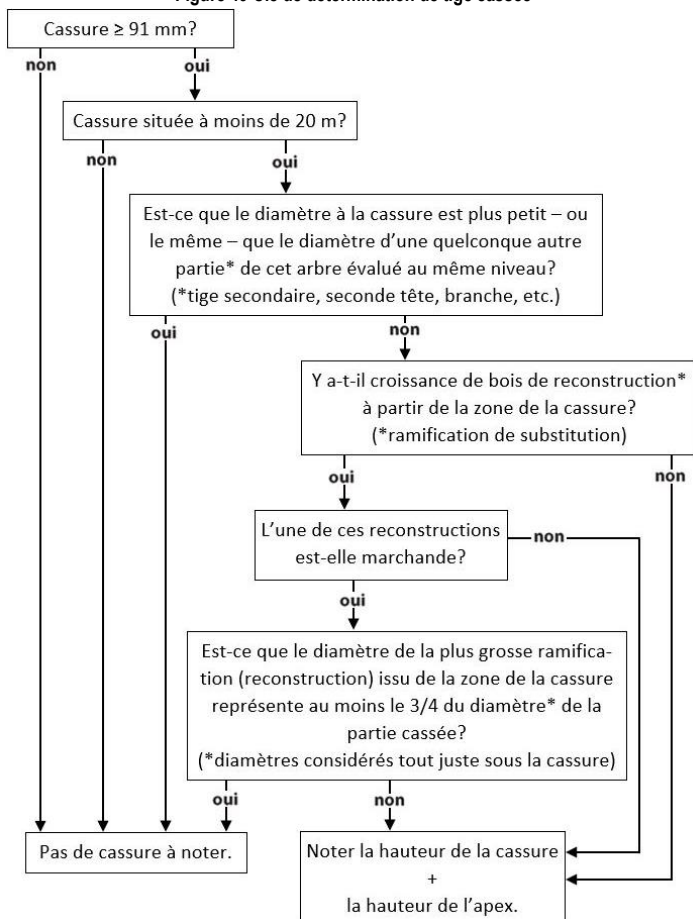 Figure Clé de détermination de tige cassée
Cassure ≥ 91 mm?
non
oui
Cassure située à moins de 20 m?
non
oui
Est-ce que le diamètre à la cassure est plus petit – ou
le même – que le diamètre d'une quelconque autre
partie* de cet arbre évalué au même niveau?
(*tige secondaire, seconde tête, branche, etc.)
oui
non
Y a-t-il croissance de bois de reconstruction*
à partir de la zone de la cassure?
(*ramification de substitution)
oui
non
L'une de ces reconstructions
est-elle marchande?
non
oui
Est-ce que le diamètre de la plus grosse ramifica-
tion (reconstruction) issu de la zone de la cassure
représente au moins le 3/4 du diamètre* de la
partie cassée?
(*diamètres considérés tout juste sous la cassure)
oui
non
Pas de cassure à noter.
Noter la hauteur de la cassure
+
la hauteur de l'apex.